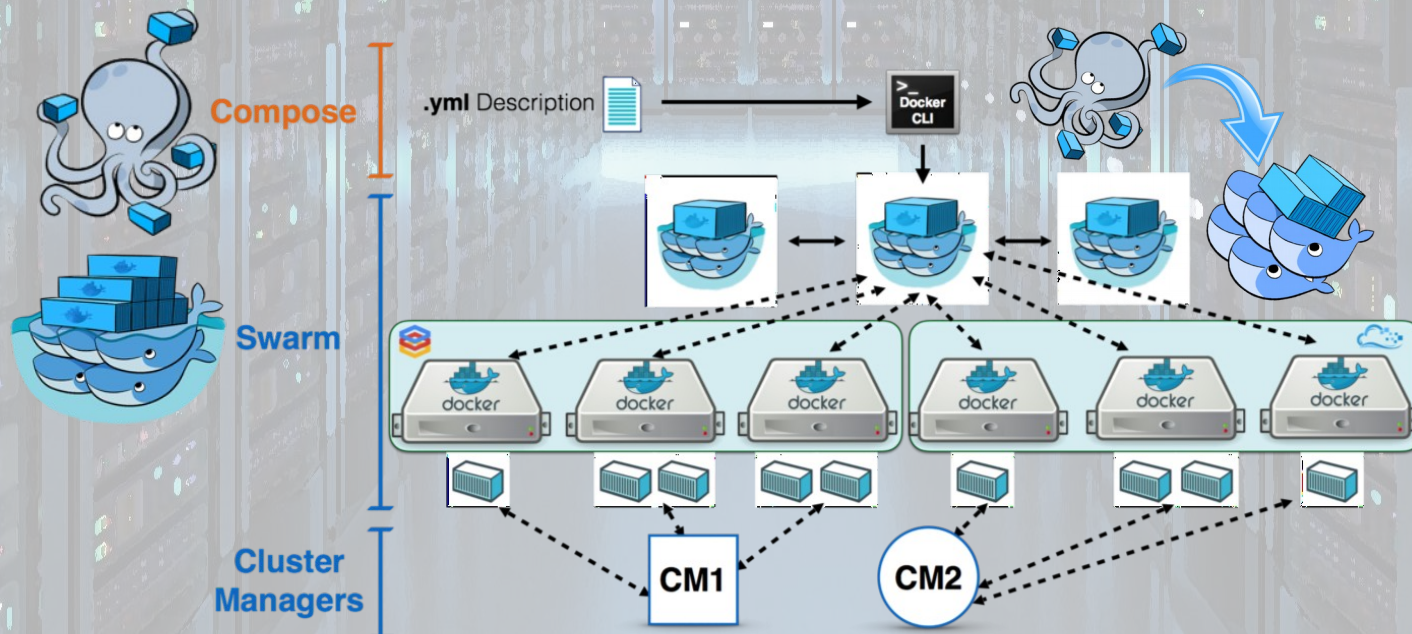 Compose
.yml Description
>_
Docker
CLI
Swarm
docker
docker
docker
docker
docker
docker
Cluster
Managers
CM1
CM2